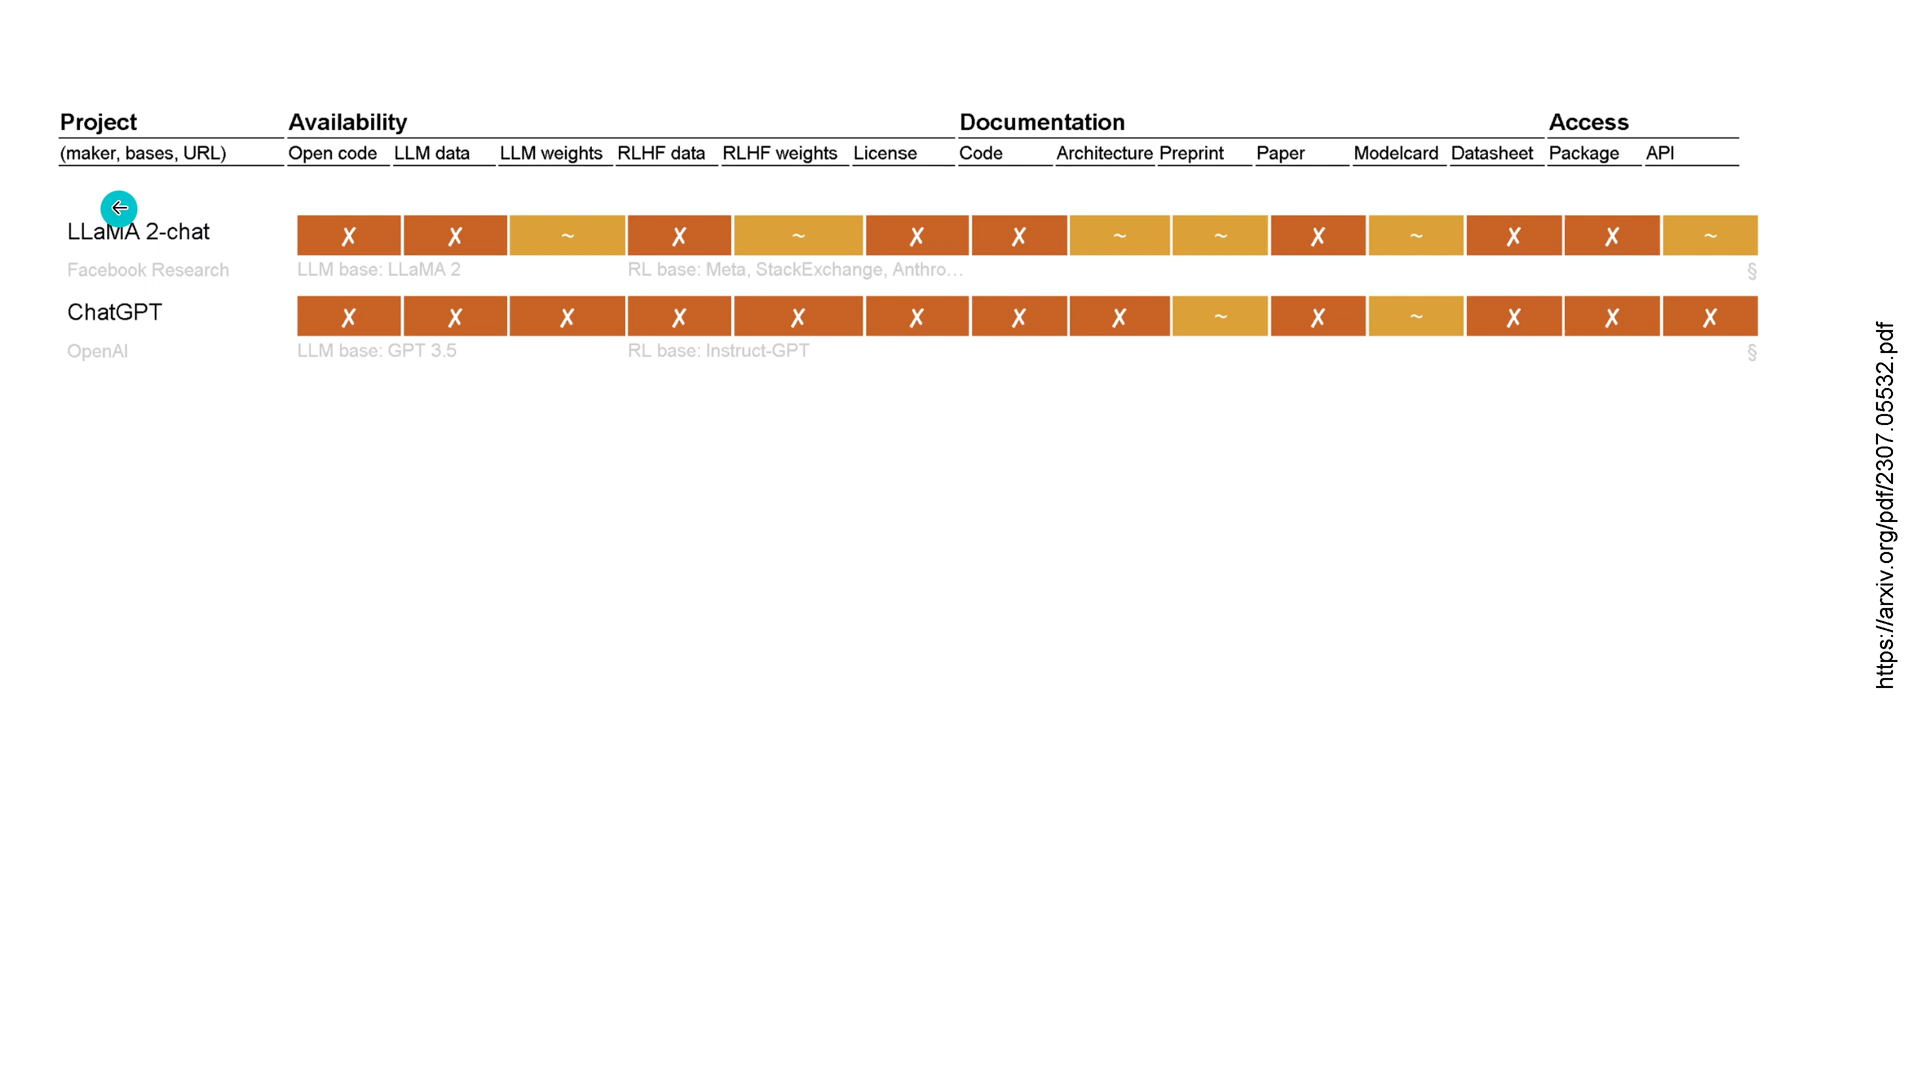 Project Availability Documentation Access
(maker, bases, URL) Open code LLM data LLM weights RLHF data RLHF weights License Code Architecture Preprint Paper Modelcard Datasheet Package API
LLaMA 2-chat ✗ ✗ ~ ✗ ~ ✗ ✗ ~ ~ ✗ ~ ✗ ✗ ~
Facebook Research LLM base: LLaMA 2 RL base: Meta, StackExchange, Anthro… §
ChatGPT ✗ ✗ ✗ ✗ ✗ ✗ ✗ ✗ ~ ✗ ~ ✗ ✗ ✗
OpenAI LLM base: GPT 3.5 RL base: Instruct-GPT §
https://arxiv.org/pdf/2307.05532.pdf